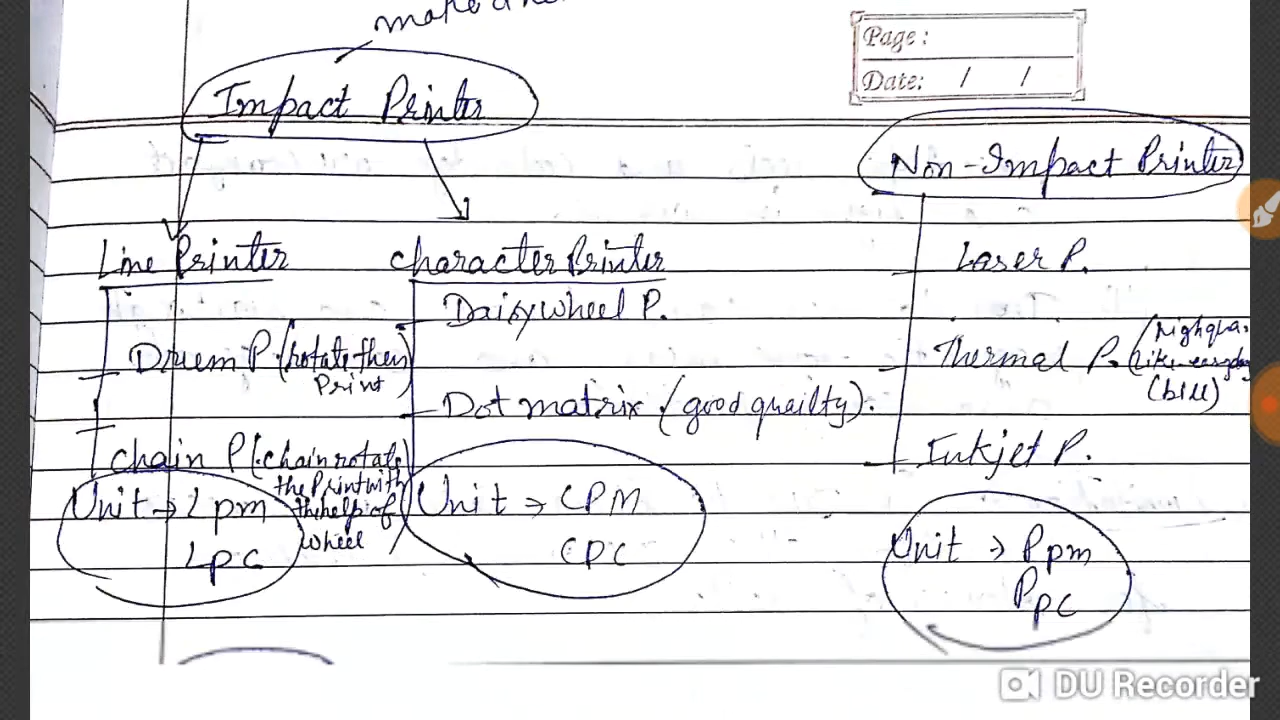 Page :
Date: / /
Impact Printer
Non-Impact Printer
Line Printer
Character Printer
Laser P.
Daisywheel P.
Drum P (rotate then
Print
Thermal P.
(bill)
Dot matrix (good quailty).
Inkjet P.
Chain P (chain rotate
the Print with
the help of
wheel)
Unit → Lpm
LPC
Unit → CPM
CPC
Unit → Ppm
PPC
DU Recorder